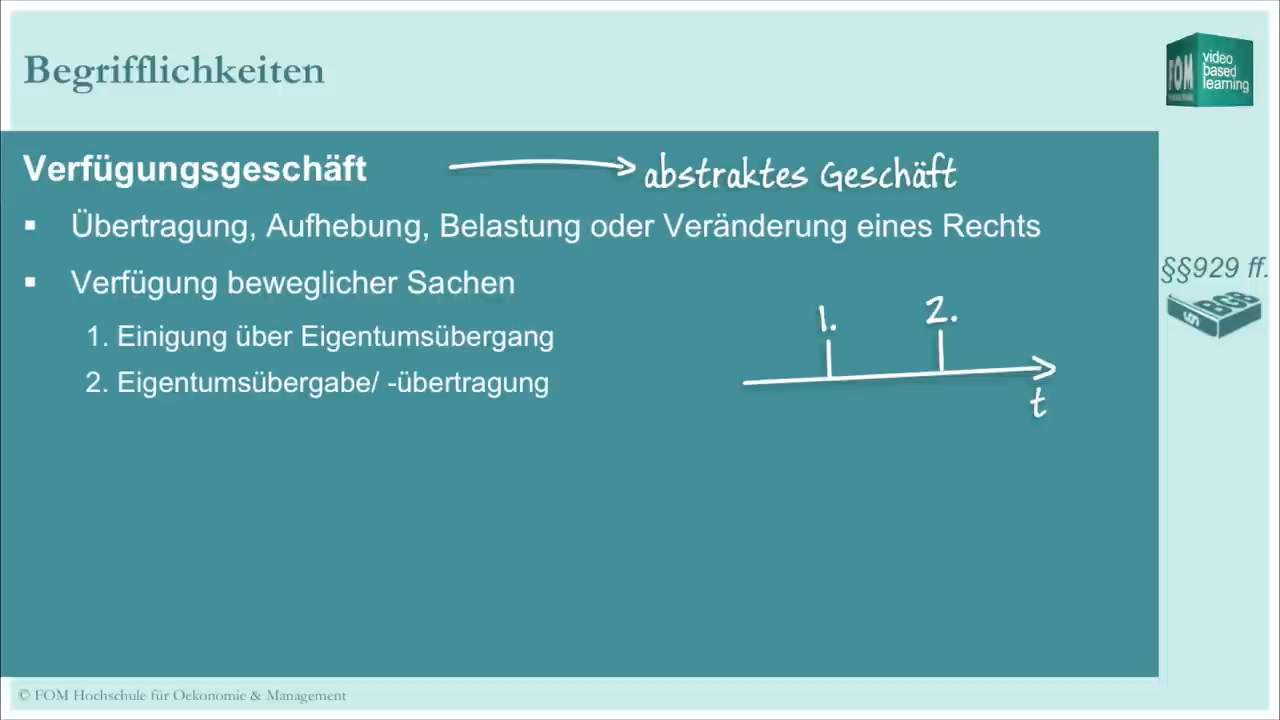 Begrifflichkeiten
FOM
video
based
learning
Verfügungsgeschäft
abstraktes Geschäft
▪ Übertragung, Aufhebung, Belastung oder Veränderung eines Rechts
▪ Verfügung beweglicher Sachen
§§929 ff.
§§
BGB
1. Einigung über Eigentumsübergang
2. Eigentumsübergabe/ -übertragung
1.
2.
t
© FOM Hochschule für Oekonomie & Management